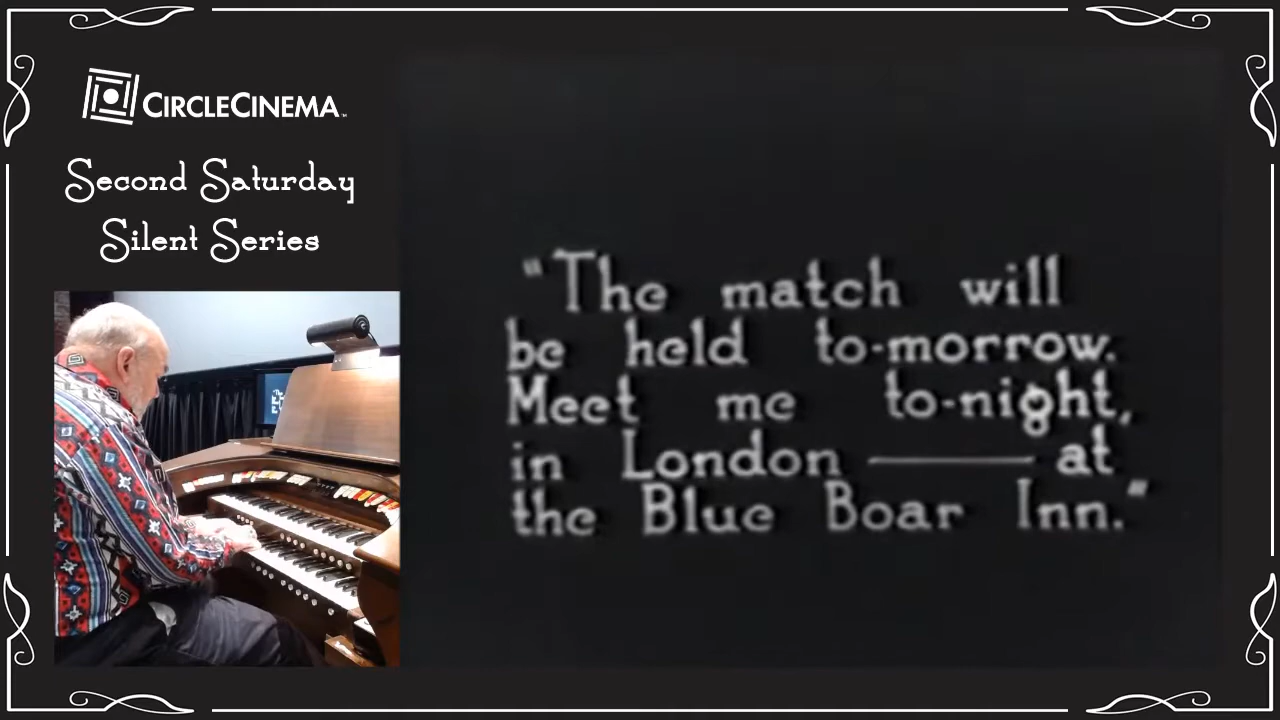 CIRCLECINEMA™
Second Saturday
Silent Series
"The match will
be held to-morrow.
Meet me to-night,
in London —— at
the Blue Boar Inn."